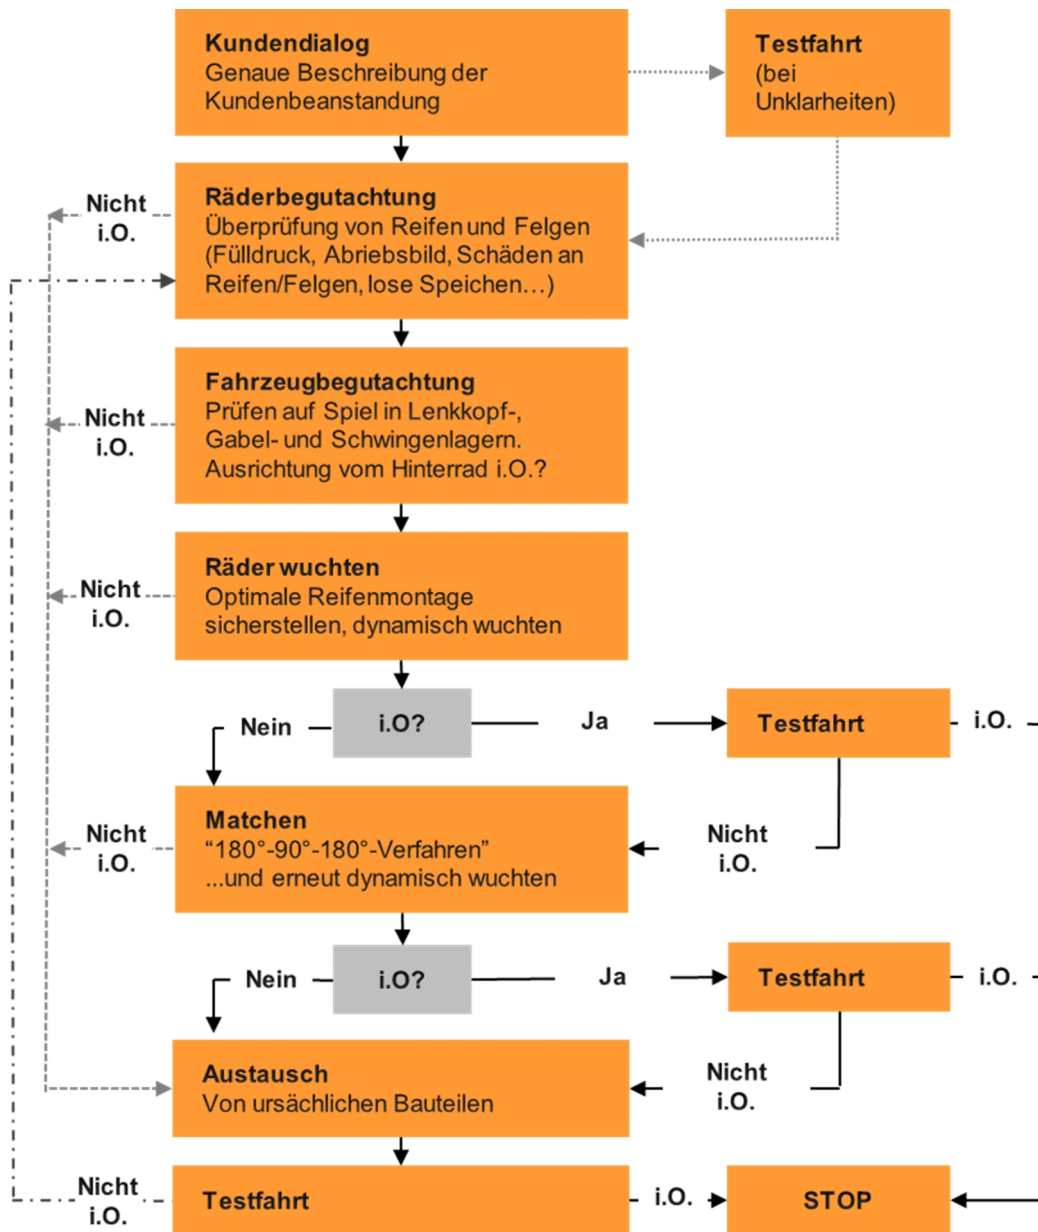 Kundendialog
Genaue Beschreibung der
Kundenbeanstandung
Testfahrt
(bei
Unklarheiten)
Nicht
i.O.
Räderbegutachtung
Überprüfung von Reifen und Felgen
(Fülldruck, Abriebsbild, Schäden an
Reifen/Felgen, lose Speichen…)
Nicht
i.O.
Fahrzeugbegutachtung
Prüfen auf Spiel in Lenkkopf-,
Gabel- und Schwingenlagern.
Ausrichtung vom Hinterrad i.O.?
Nicht
i.O.
Räder wuchten
Optimale Reifenmontage
sicherstellen, dynamisch wuchten
Nein
i.O?
Ja
Testfahrt
i.O.
Nicht
i.O.
Matchen
“180°-90°-180°-Verfahren”
...und erneut dynamisch wuchten
Nicht
i.O.
Nein
i.O?
Ja
Testfahrt
i.O.
Austausch
Von ursächlichen Bauteilen
Nicht
i.O.
Nicht
i.O.
Testfahrt
i.O.
STOP